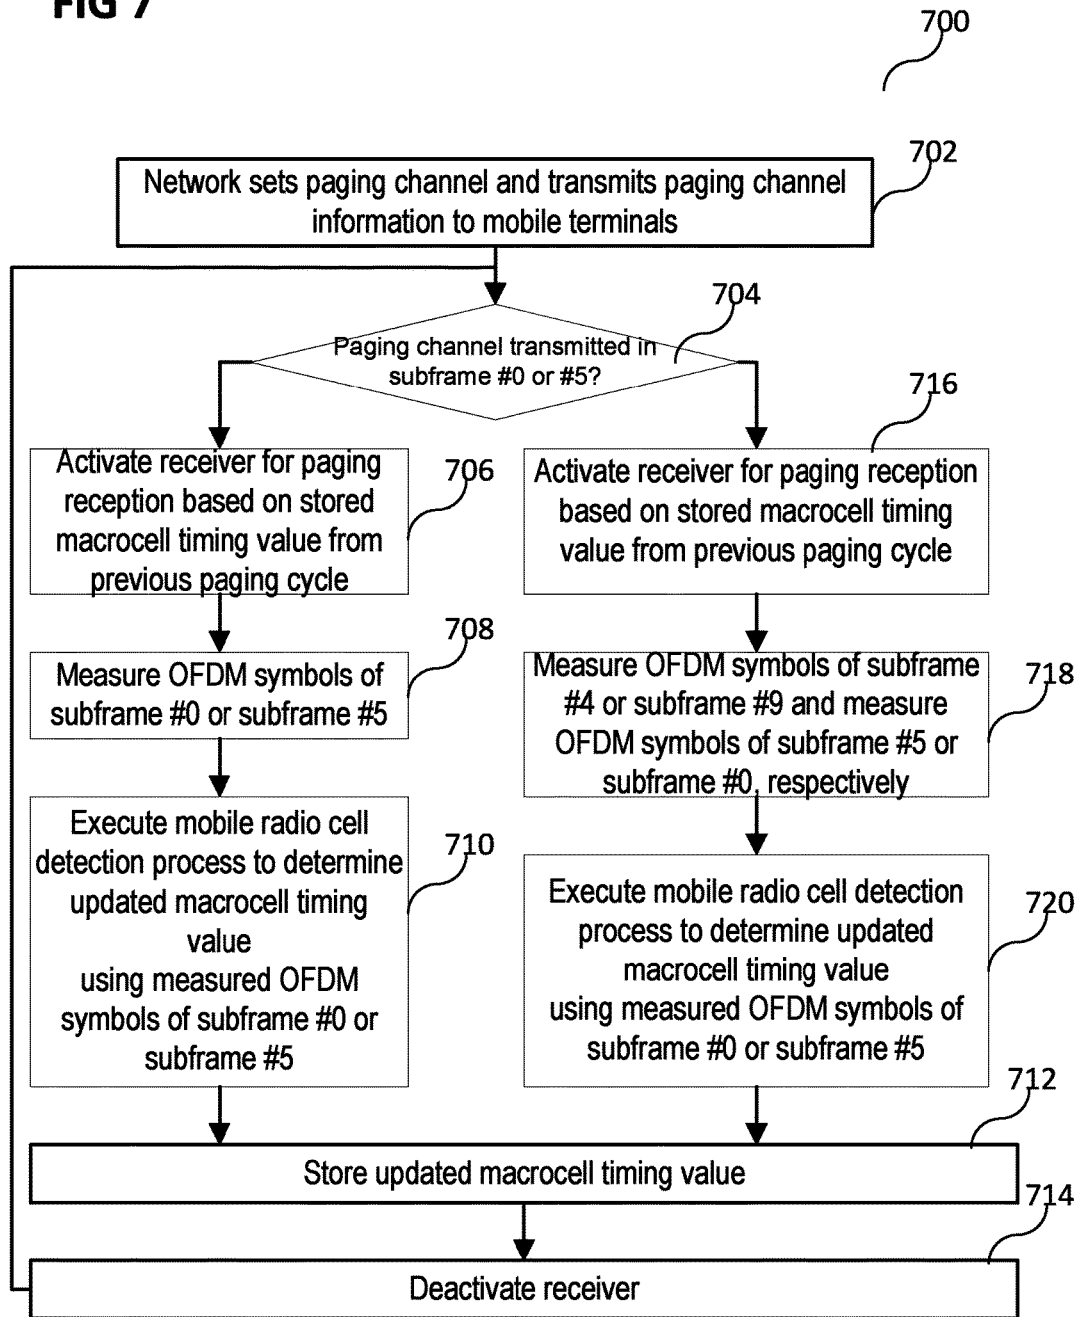 FIG 7
700
702
Network sets paging channel and transmits paging channel
information to mobile terminals
704
Paging channel transmitted in
subframe #0 or #5?
706
Activate receiver for paging
reception based on stored
macrocell timing value from
previous paging cycle
716
Activate receiver for paging reception
based on stored macrocell timing
value from previous paging cycle
708
Measure OFDM symbols of
subframe #0 or subframe #5
718
Measure OFDM symbols of subframe
#4 or subframe #9 and measure
OFDM symbols of subframe #5 or
subframe #0, respectively
710
Execute mobile radio cell
detection process to determine
updated macrocell timing
value
using measured OFDM
symbols of subframe #0 or
subframe #5
720
Execute mobile radio cell detection
process to determine updated
macrocell timing value
using measured OFDM symbols of
subframe #0 or subframe #5
712
Store updated macrocell timing value
714
Deactivate receiver